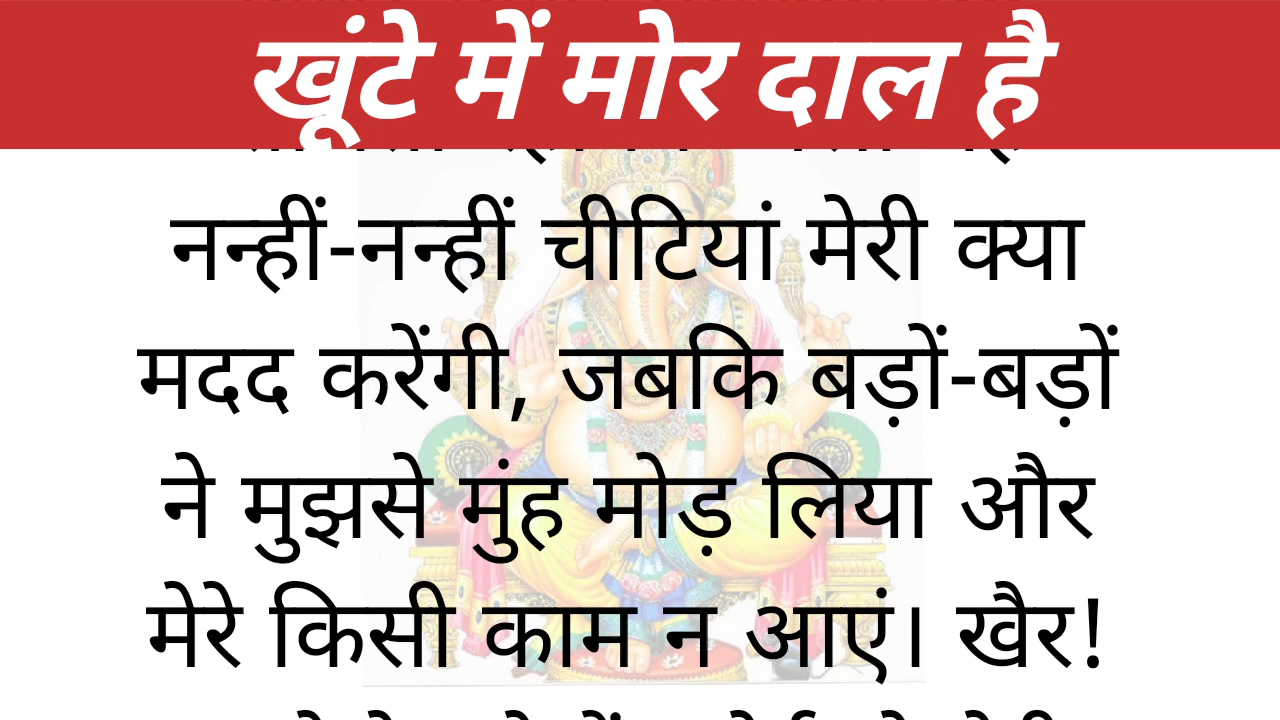 खूंटे में मोर दाल है
नन्हीं-नन्हीं चीटियां मेरी क्या
मदद करेंगी, जबकि बड़ों-बड़ों
ने मुझसे मुंह मोड़ लिया और
मेरे किसी काम न आएं। खैर!